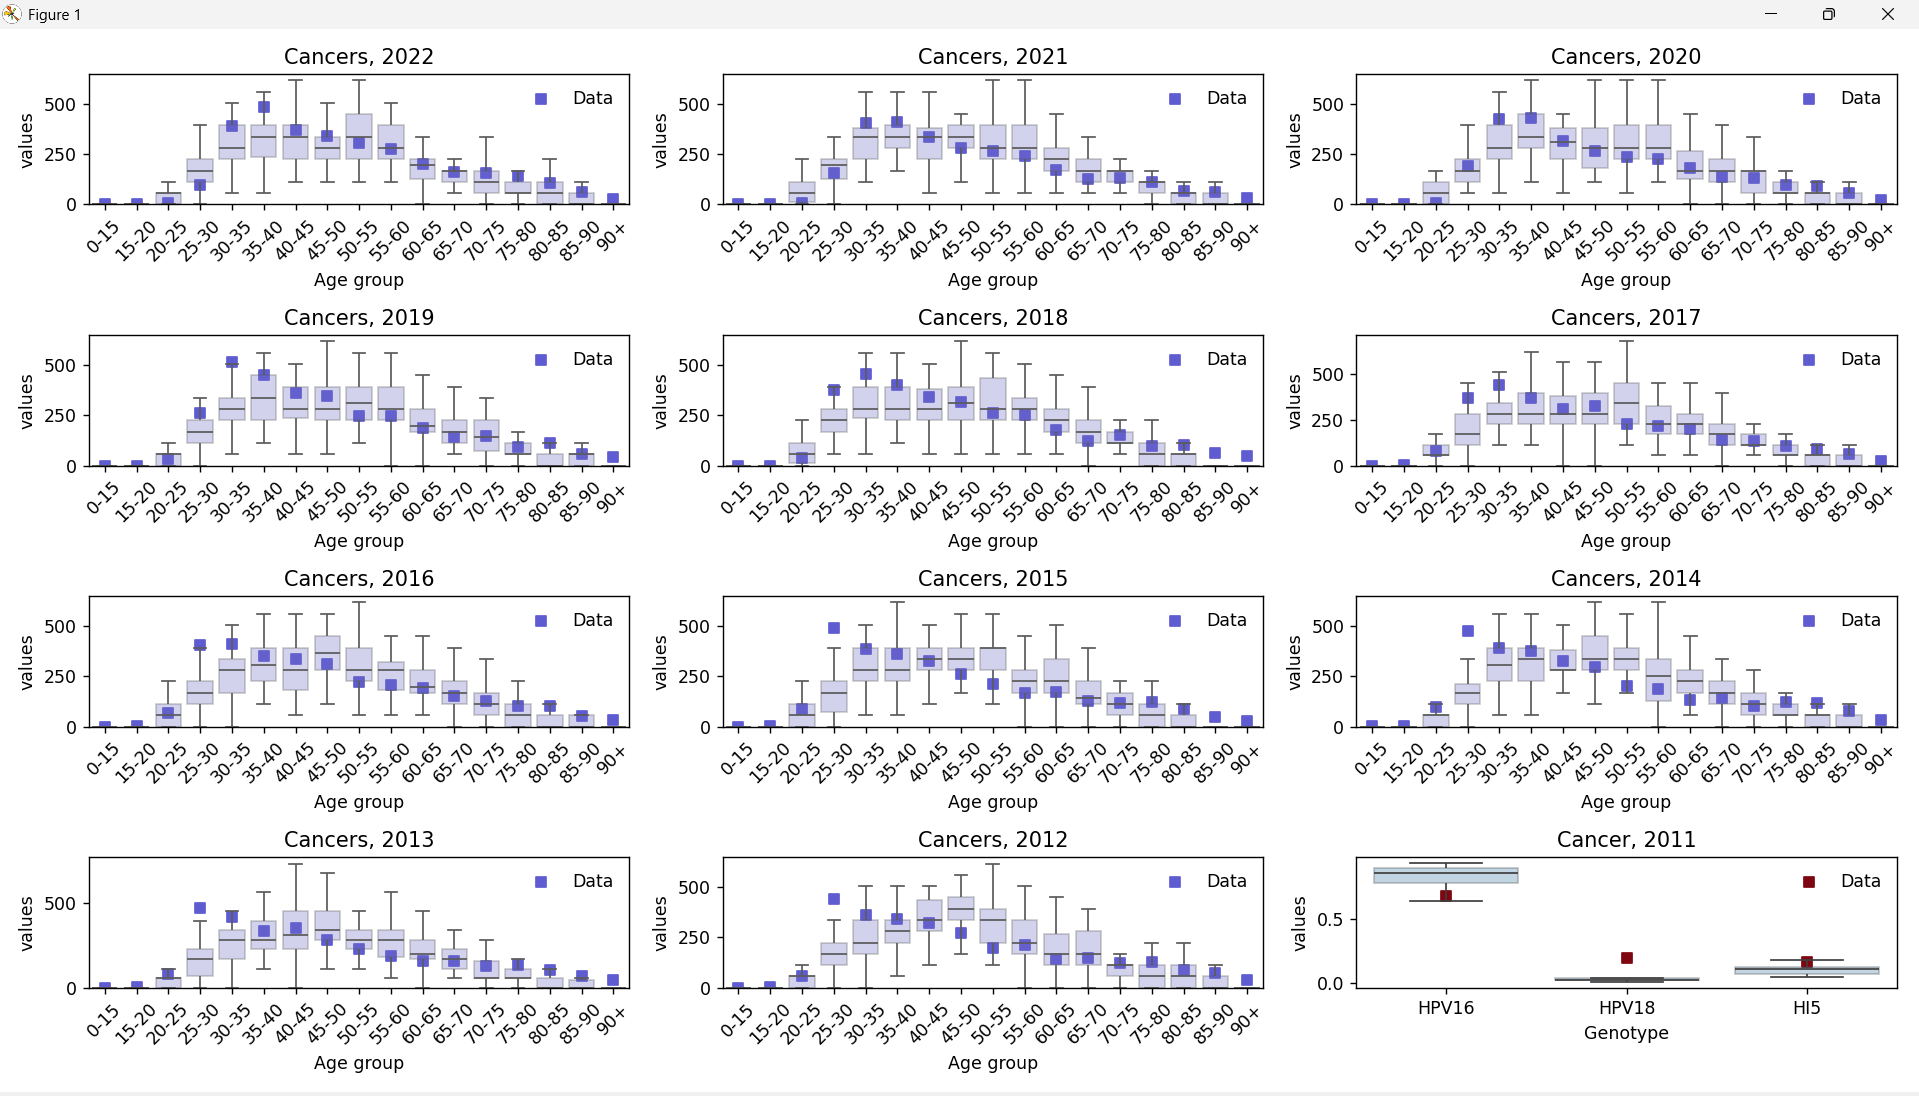 Figure 1
Cancers, 2022
values
500
250
0
Data
0-15 15-20 20-25 25-30 30-35 35-40 40-45 45-50 50-55 55-60 60-65 65-70 70-75 75-80 80-85 85-90 90+
Age group
Cancers, 2021
values
500
250
0
Data
0-15 15-20 20-25 25-30 30-35 35-40 40-45 45-50 50-55 55-60 60-65 65-70 70-75 75-80 80-85 85-90 90+
Age group
Cancers, 2020
values
500
250
0
Data
0-15 15-20 20-25 25-30 30-35 35-40 40-45 45-50 50-55 55-60 60-65 65-70 70-75 75-80 80-85 85-90 90+
Age group
Cancers, 2019
values
500
250
0
Data
0-15 15-20 20-25 25-30 30-35 35-40 40-45 45-50 50-55 55-60 60-65 65-70 70-75 75-80 80-85 85-90 90+
Age group
Cancers, 2018
values
500
250
0
Data
0-15 15-20 20-25 25-30 30-35 35-40 40-45 45-50 50-55 55-60 60-65 65-70 70-75 75-80 80-85 85-90 90+
Age group
Cancers, 2017
values
500
250
0
Data
0-15 15-20 20-25 25-30 30-35 35-40 40-45 45-50 50-55 55-60 60-65 65-70 70-75 75-80 80-85 85-90 90+
Age group
Cancers, 2016
values
500
250
0
Data
0-15 15-20 20-25 25-30 30-35 35-40 40-45 45-50 50-55 55-60 60-65 65-70 70-75 75-80 80-85 85-90 90+
Age group
Cancers, 2015
values
500
250
0
Data
0-15 15-20 20-25 25-30 30-35 35-40 40-45 45-50 50-55 55-60 60-65 65-70 70-75 75-80 80-85 85-90 90+
Age group
Cancers, 2014
values
500
250
0
Data
0-15 15-20 20-25 25-30 30-35 35-40 40-45 45-50 50-55 55-60 60-65 65-70 70-75 75-80 80-85 85-90 90+
Age group
Cancers, 2013
values
500
0
Data
0-15 15-20 20-25 25-30 30-35 35-40 40-45 45-50 50-55 55-60 60-65 65-70 70-75 75-80 80-85 85-90 90+
Age group
Cancers, 2012
values
500
250
0
Data
0-15 15-20 20-25 25-30 30-35 35-40 40-45 45-50 50-55 55-60 60-65 65-70 70-75 75-80 80-85 85-90 90+
Age group
Cancer, 2011
values
0.5
0.0
Data
HPV16 HPV18 HI5
Genotype